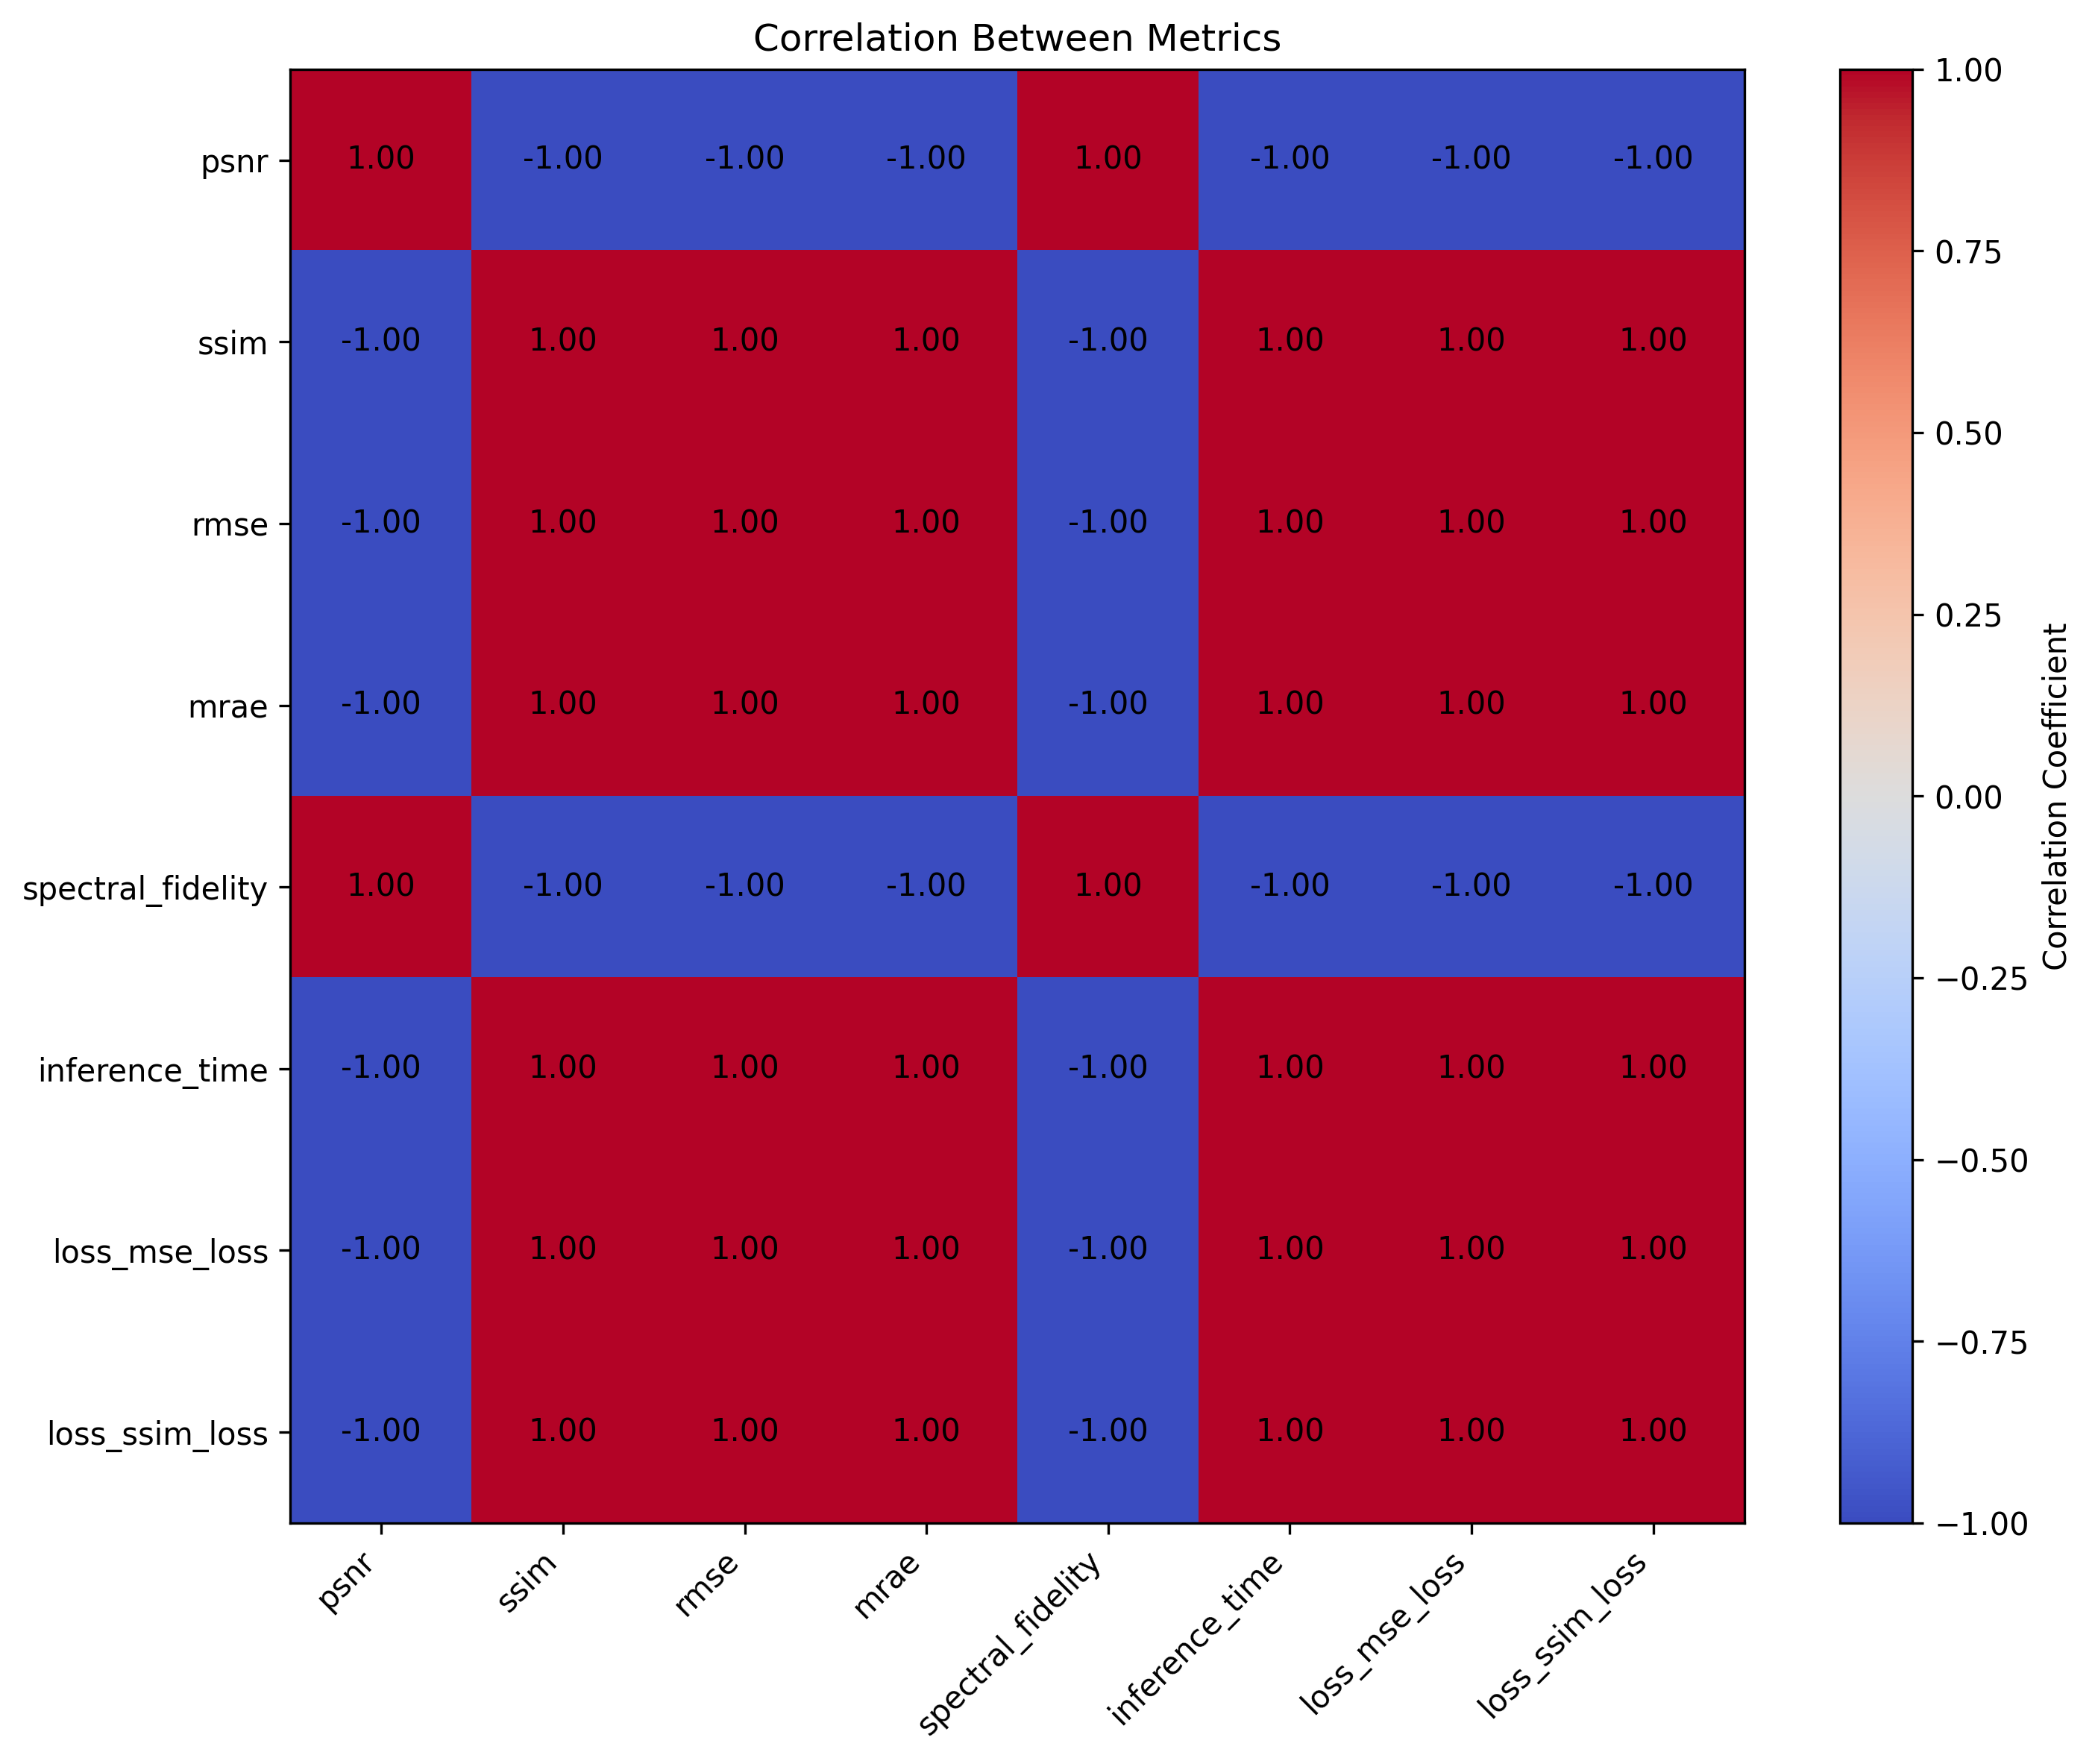 Correlation Between Metrics
psnr 1.00 -1.00 -1.00 -1.00 1.00 -1.00 -1.00 -1.00
ssim -1.00 1.00 1.00 1.00 -1.00 1.00 1.00 1.00
rmse -1.00 1.00 1.00 1.00 -1.00 1.00 1.00 1.00
mrae -1.00 1.00 1.00 1.00 -1.00 1.00 1.00 1.00
spectral_fidelity 1.00 -1.00 -1.00 -1.00 1.00 -1.00 -1.00 -1.00
inference_time -1.00 1.00 1.00 1.00 -1.00 1.00 1.00 1.00
loss_mse_loss -1.00 1.00 1.00 1.00 -1.00 1.00 1.00 1.00
loss_ssim_loss -1.00 1.00 1.00 1.00 -1.00 1.00 1.00 1.00
psnr ssim rmse mrae spectral_fidelity inference_time loss_mse_loss loss_ssim_loss
1.00
0.75
0.50
0.25
0.00
−0.25
−0.50
−0.75
−1.00
Correlation Coefficient